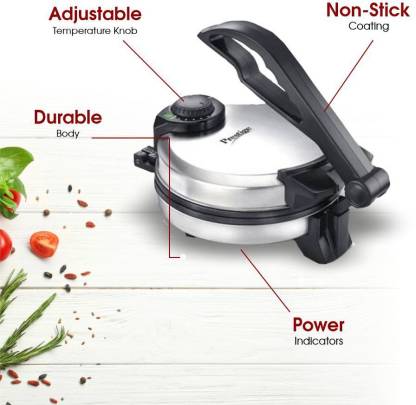 Adjustable
Temperature Knob
Non-Stick
Coating
Durable
Body
Prestige
Power
Indicators